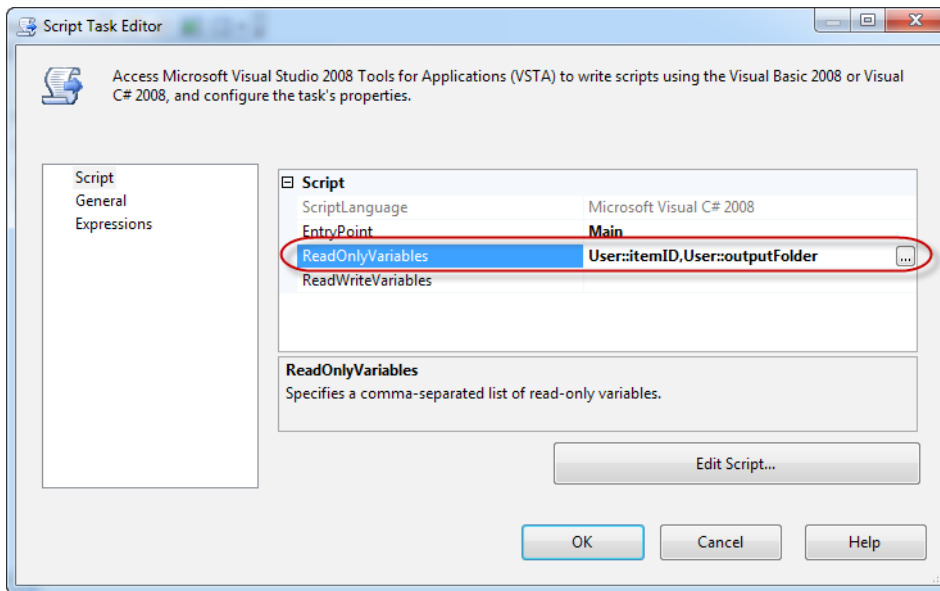 Script Task Editor
Access Microsoft Visual Studio 2008 Tools for Applications (VSTA) to write scripts using the Visual Basic 2008 or Visual
C# 2008, and configure the task's properties.
Script
General
Expressions
Script
ScriptLanguage Microsoft Visual C# 2008
EntryPoint Main
ReadOnlyVariables User::itemID,User::outputFolder ...
ReadWriteVariables
ReadOnlyVariables
Specifies a comma-separated list of read-only variables.
Edit Script...
OK Cancel Help